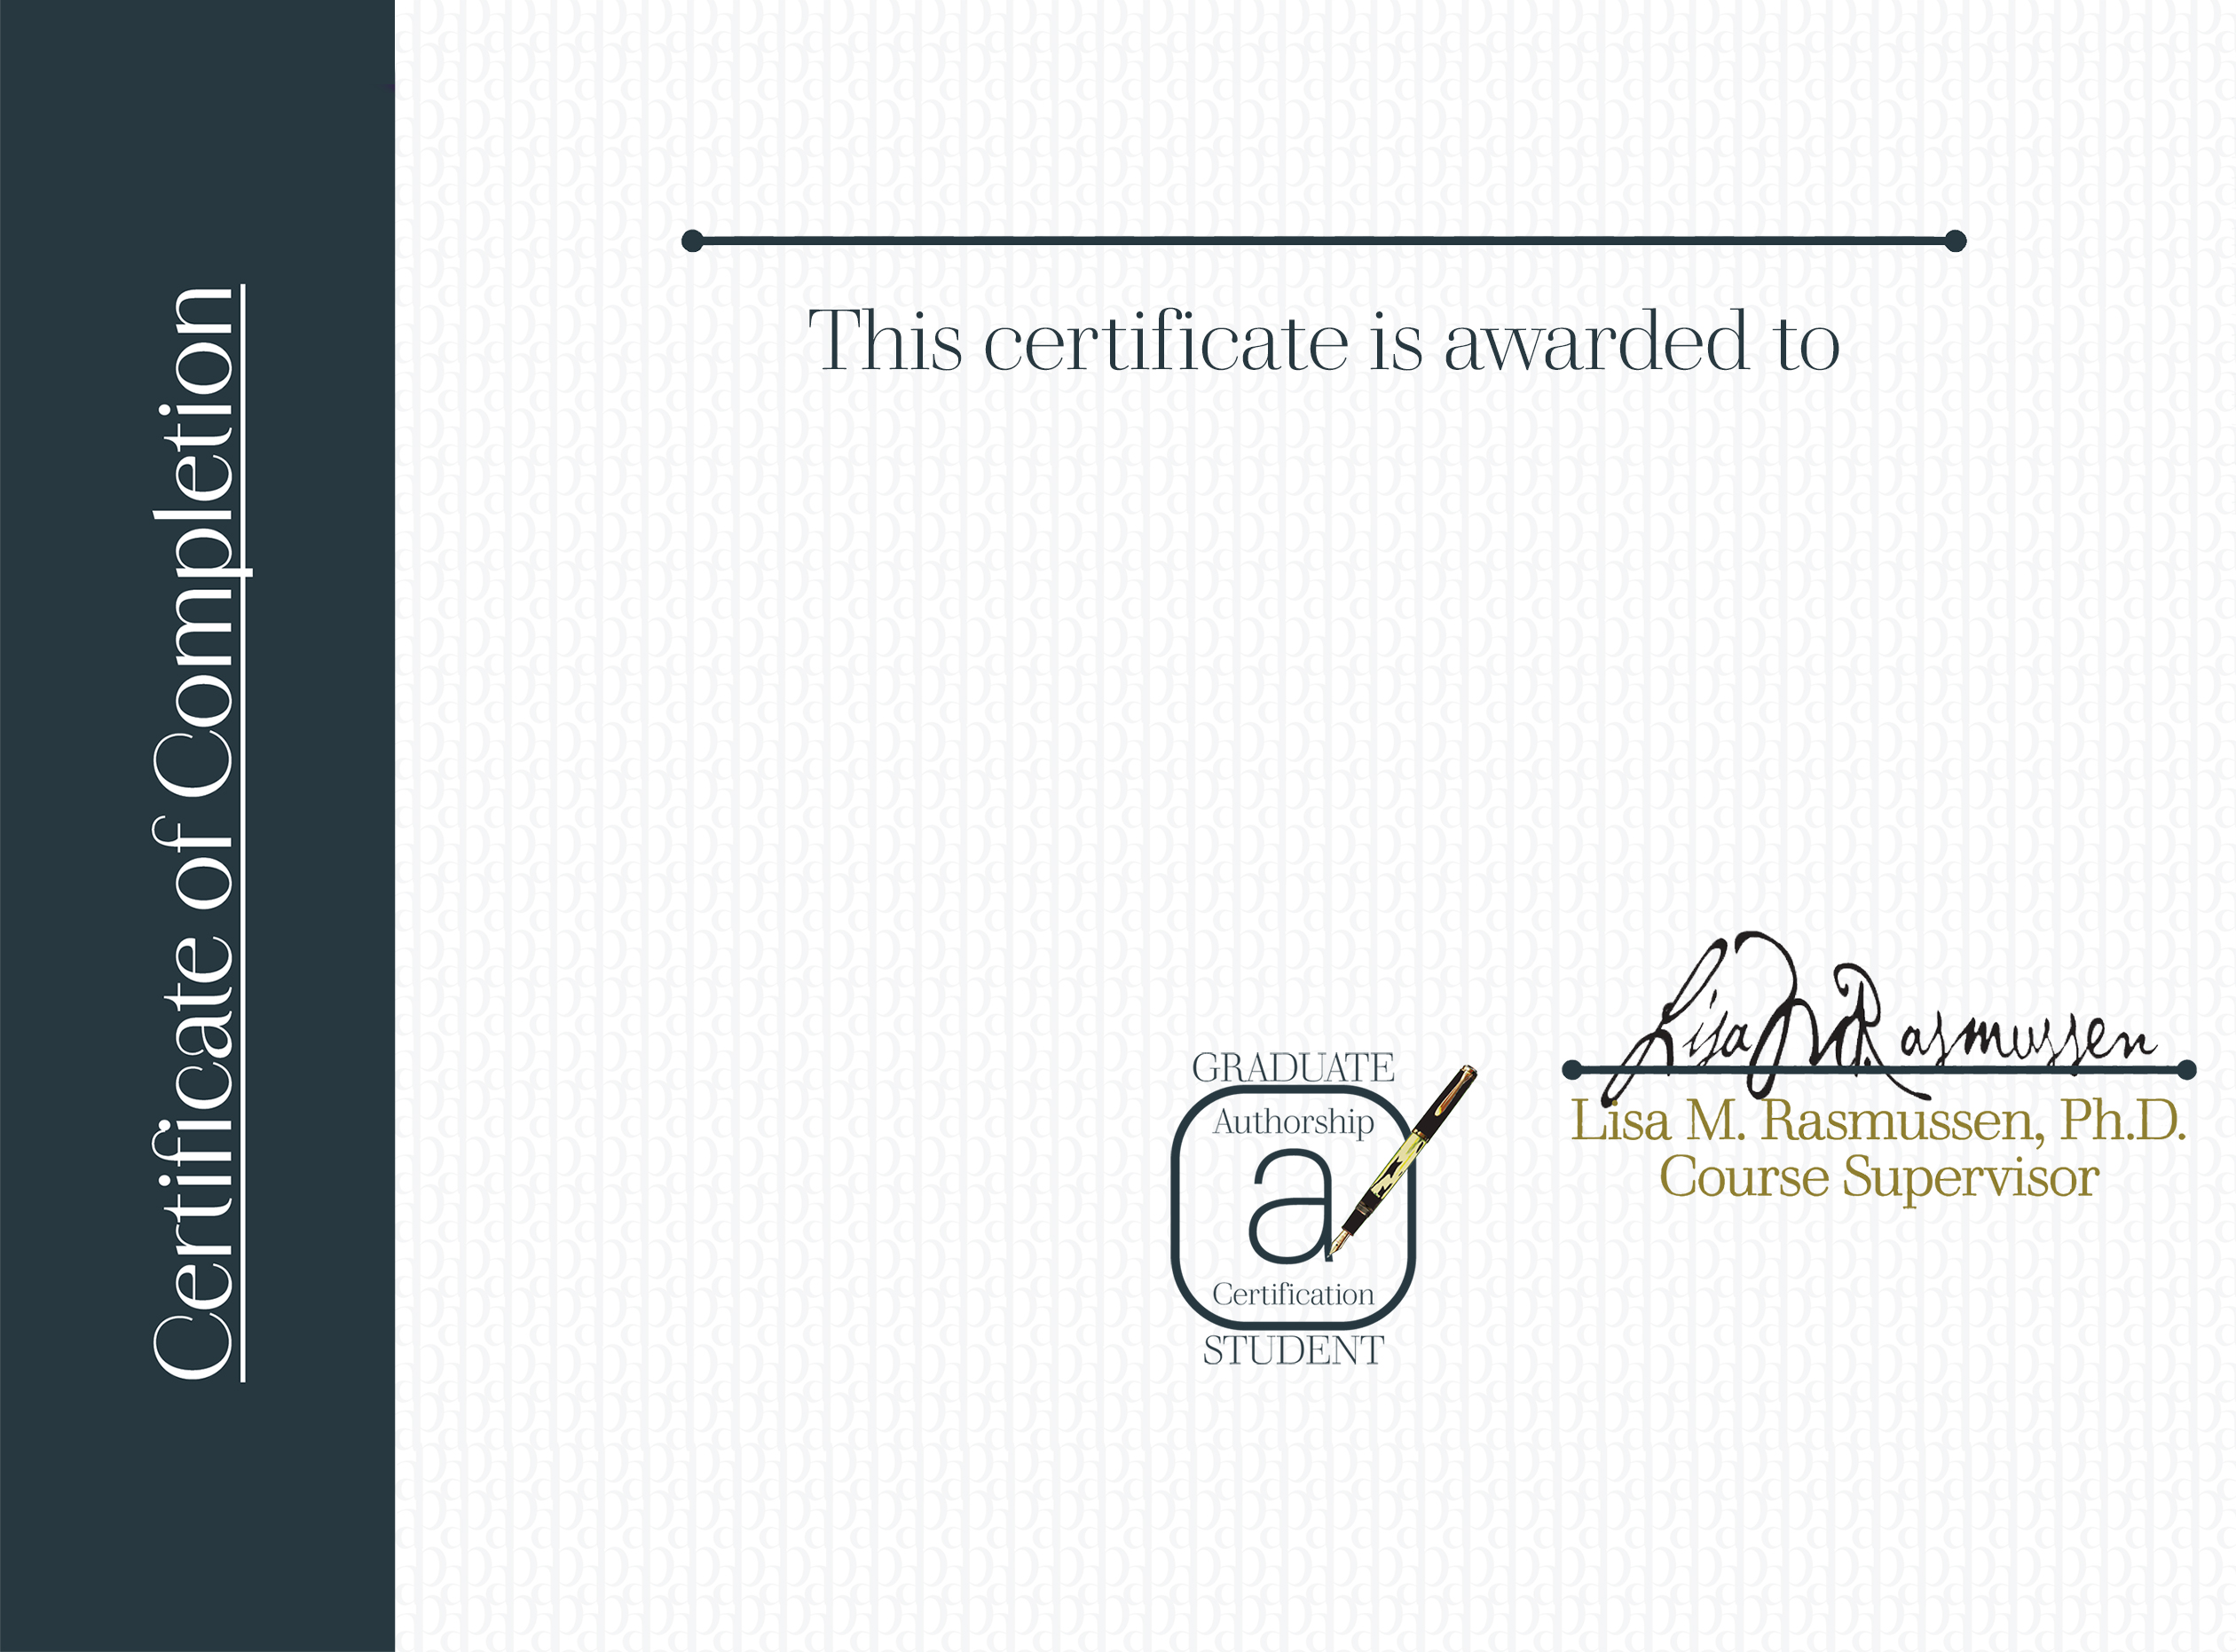 Certificate of Completion
This certificate is awarded to
GRADUATE
Authorship
a
Certification
STUDENT
Lisa M. Rasmussen
Lisa M. Rasmussen, Ph.D.
Course Supervisor